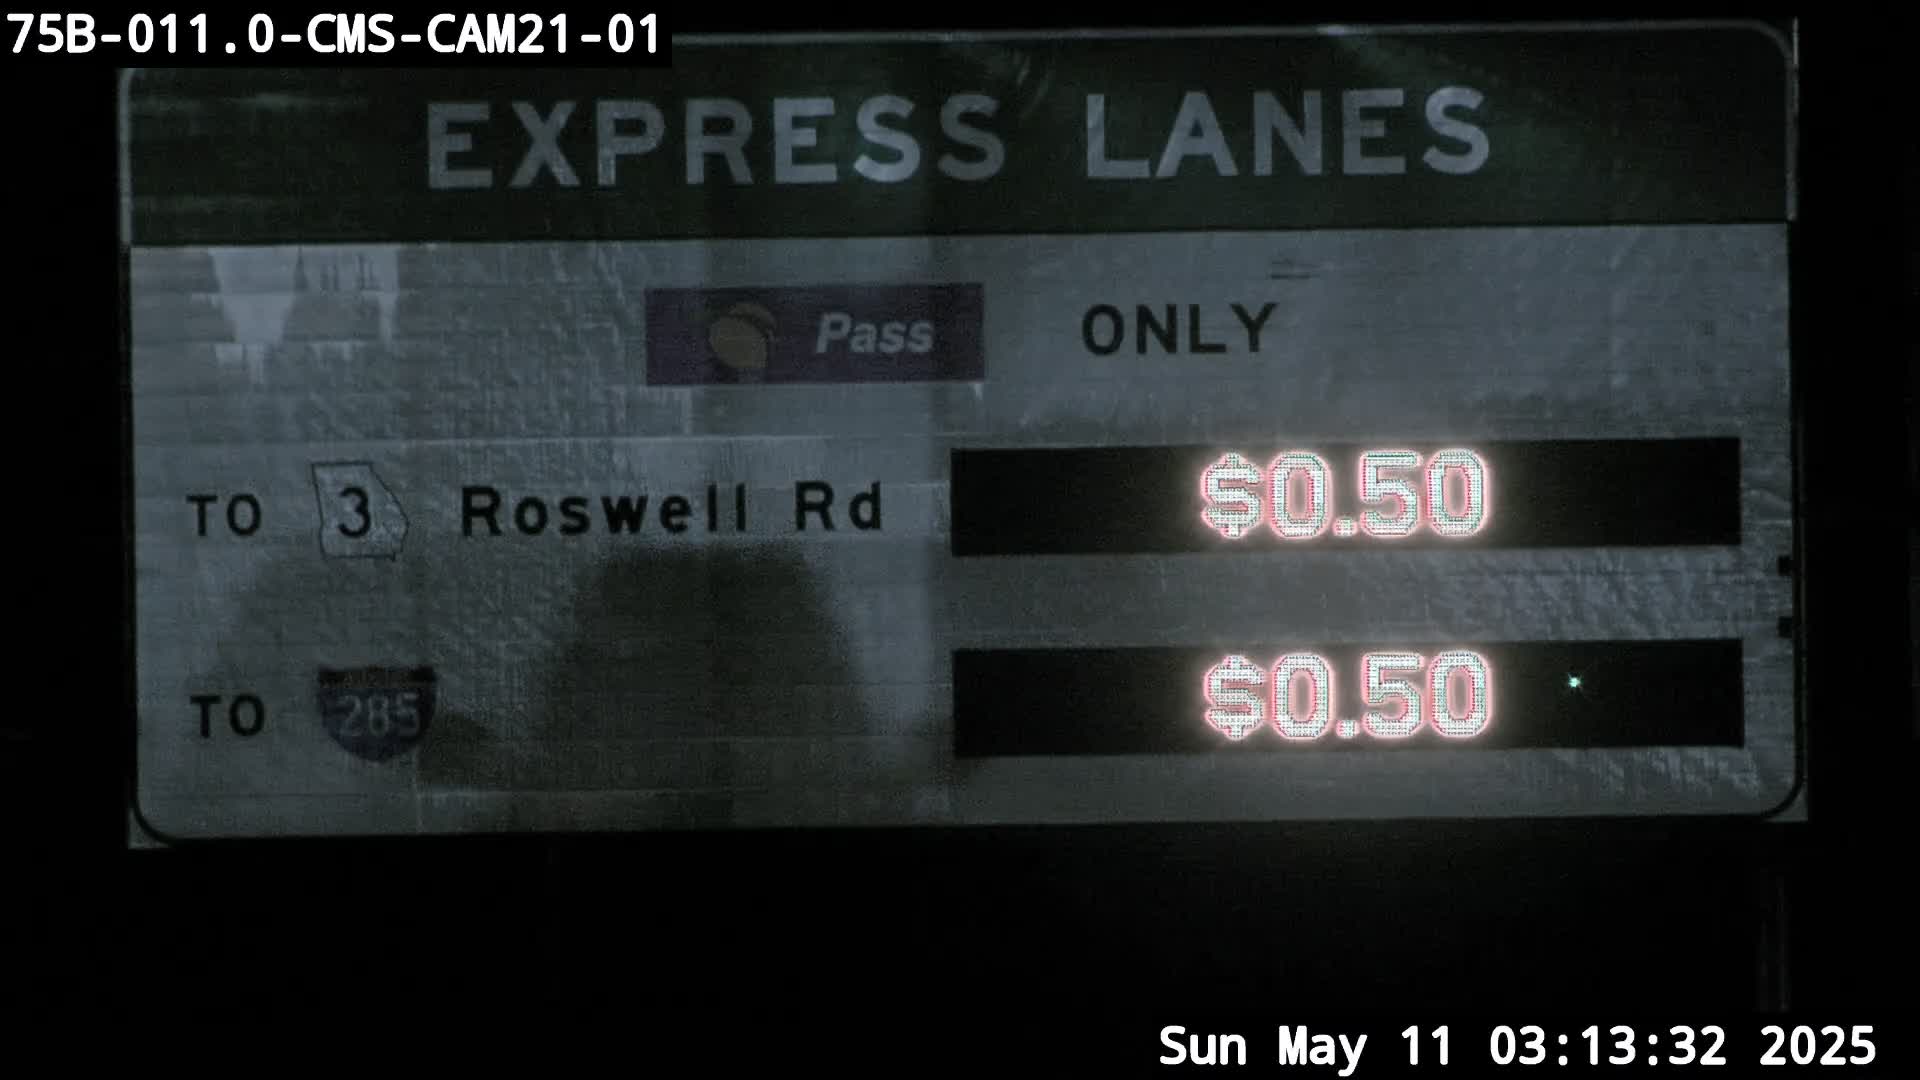 75B-011.0-CMS-CAM21-01
EXPRESS LANES
Pass ONLY
TO 3 Roswell Rd $0.50
TO 285 $0.50
Sun May 11 03:13:32 2025